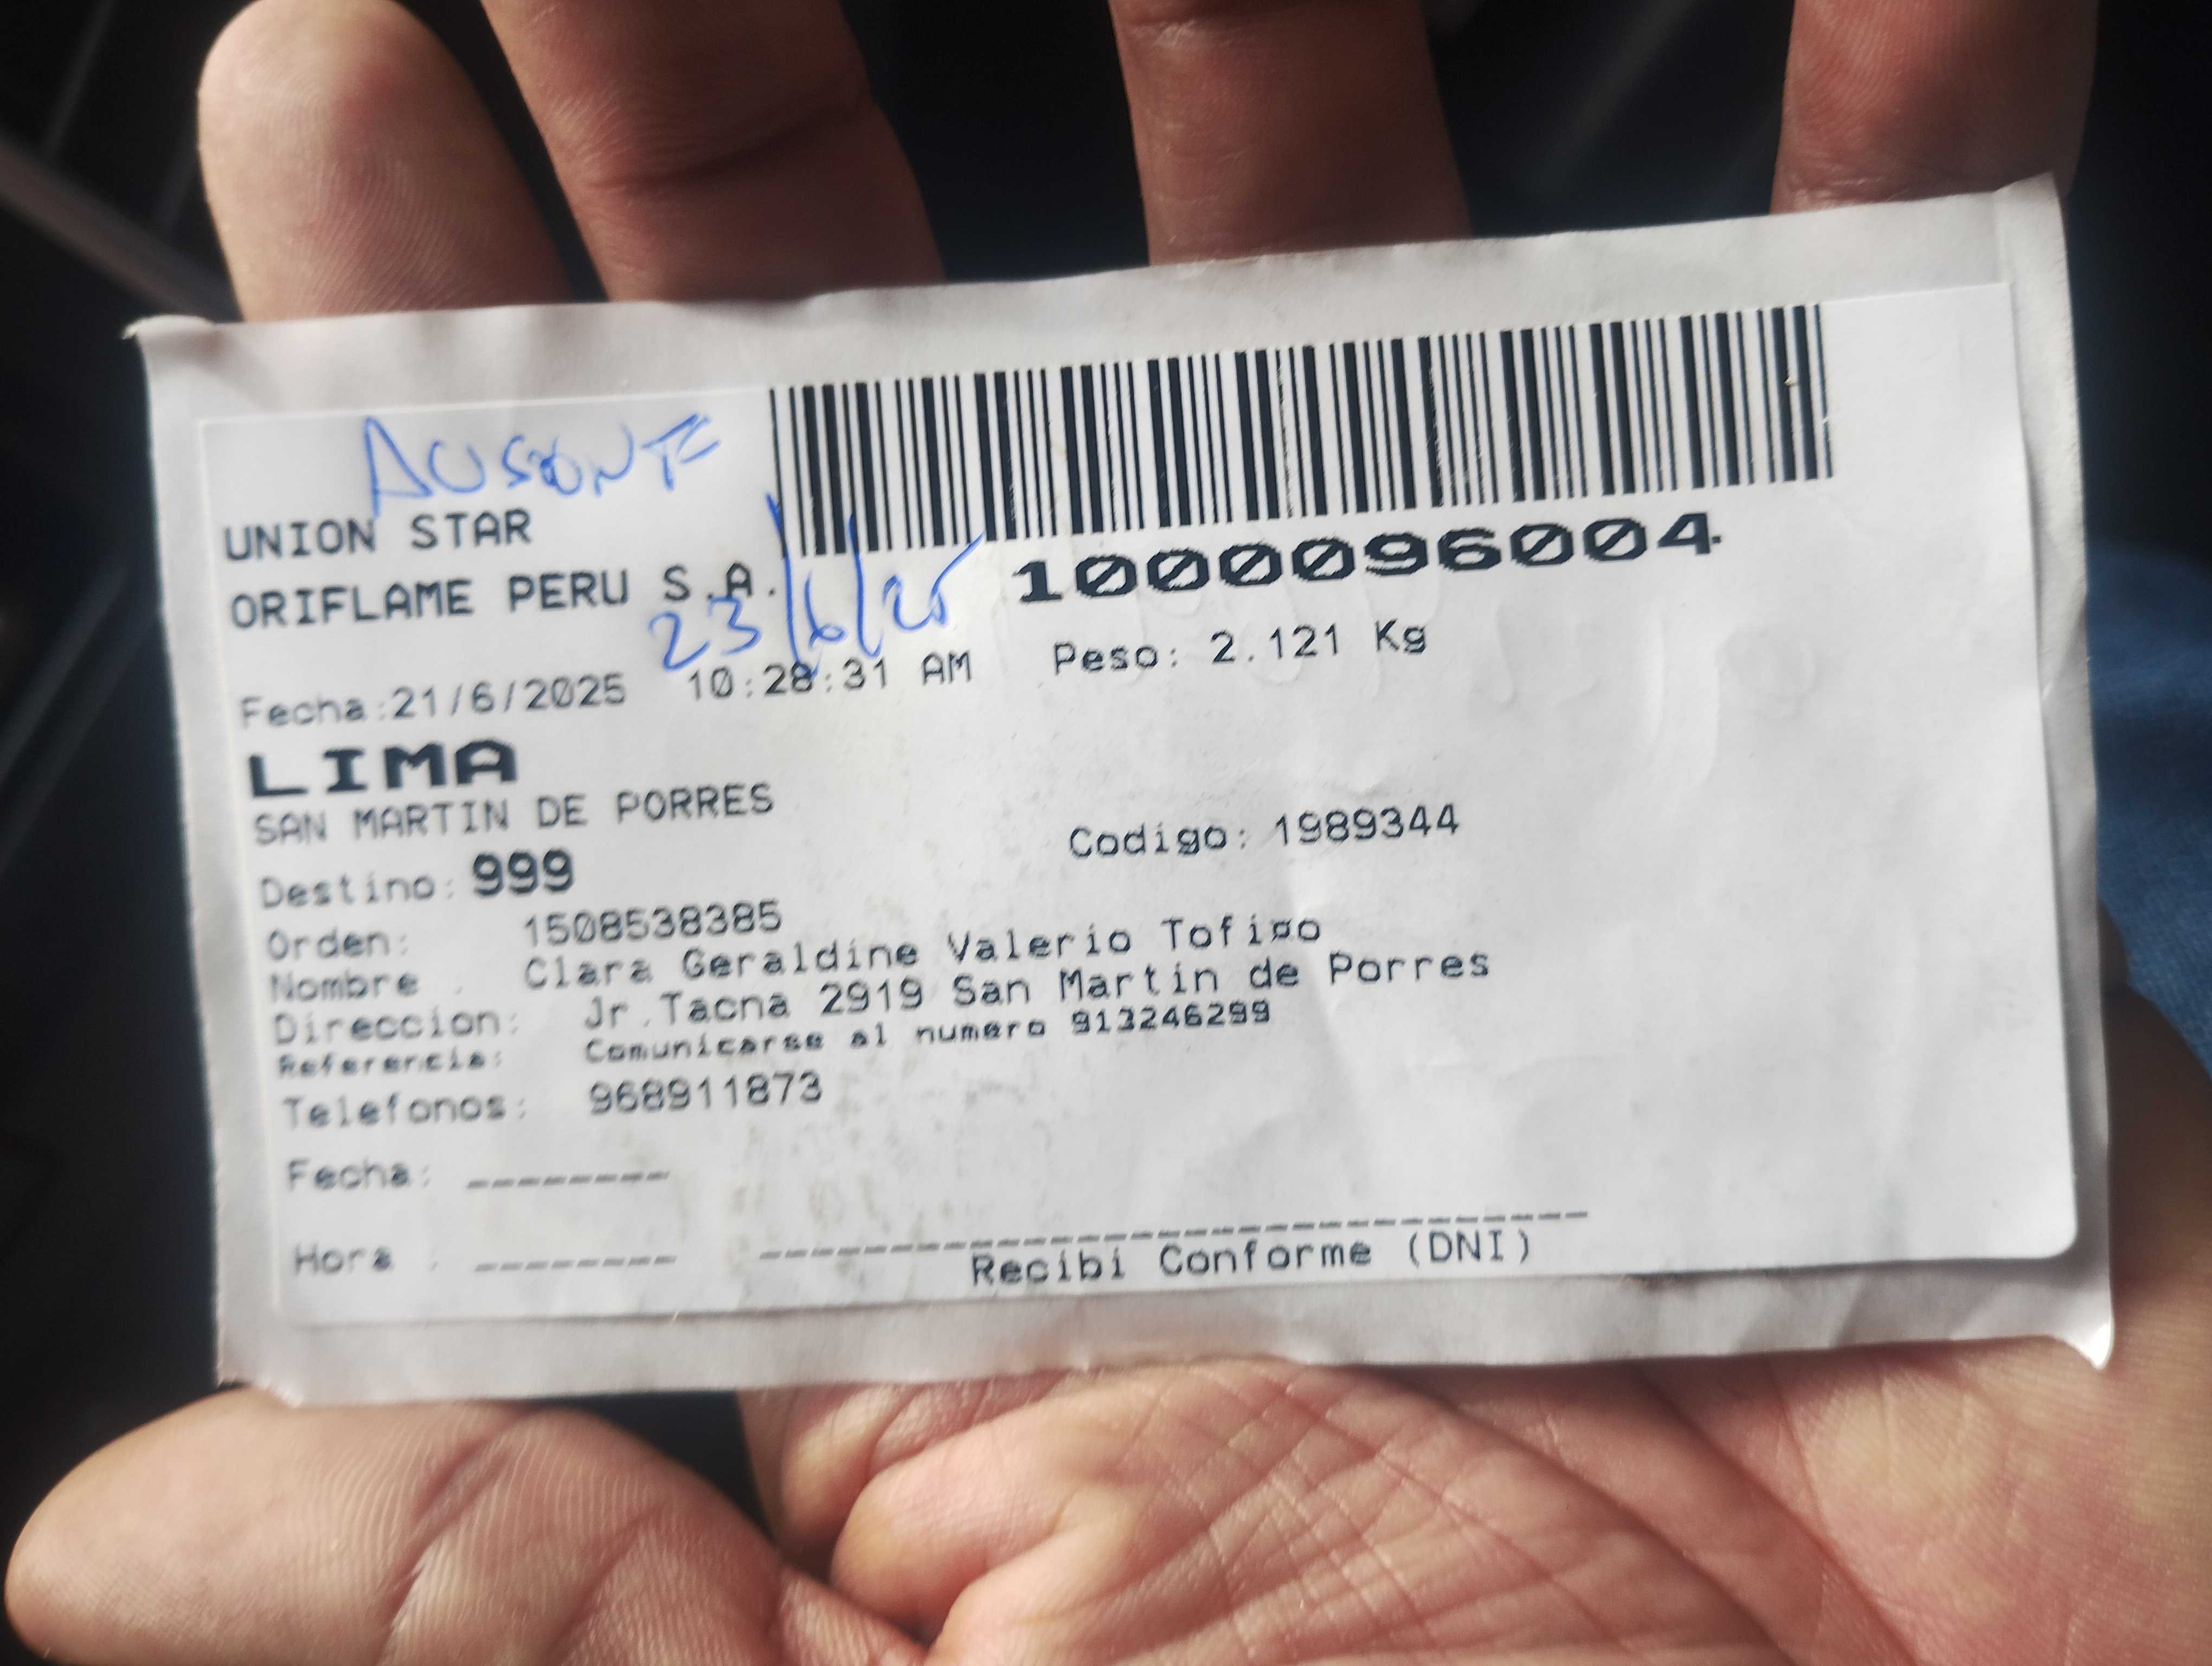 AUSENTE
UNION STAR
ORIFLAME PERU S.A.
23/6/25
1000096004
Fecha:21/6/2025 10:28:31 AM Peso: 2.121 Kg
LIMA
SAN MARTIN DE PORRES
Codigo: 1989344
Destino: 999
Orden: 1508538385
Nombre : Clara Geraldine Valerio Tofiño
Direccion: Jr.Tacna 2919 San Martin de Porres
Referencia: Comunicarse al numero 913246299
Telefonos: 968911873
Fecha: ________
Hora : ________
Recibi Conforme (DNI)